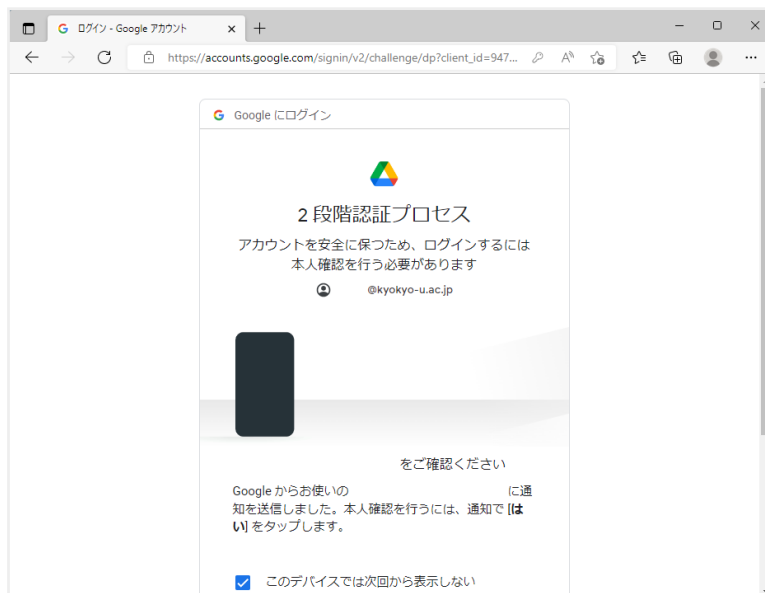 ログイン - Google アカウント
https://accounts.google.com/signin/v2/challenge/dp?client_id=947...
Google にログイン
2 段階認証プロセス
アカウントを安全に保つため、ログインするには
本人確認を行う必要があります
@kyokyo-u.ac.jp
をご確認ください
Google からお使いの に通
知を送信しました。本人確認を行うには、通知で [は
い] をタップします。
このデバイスでは次回から表示しない